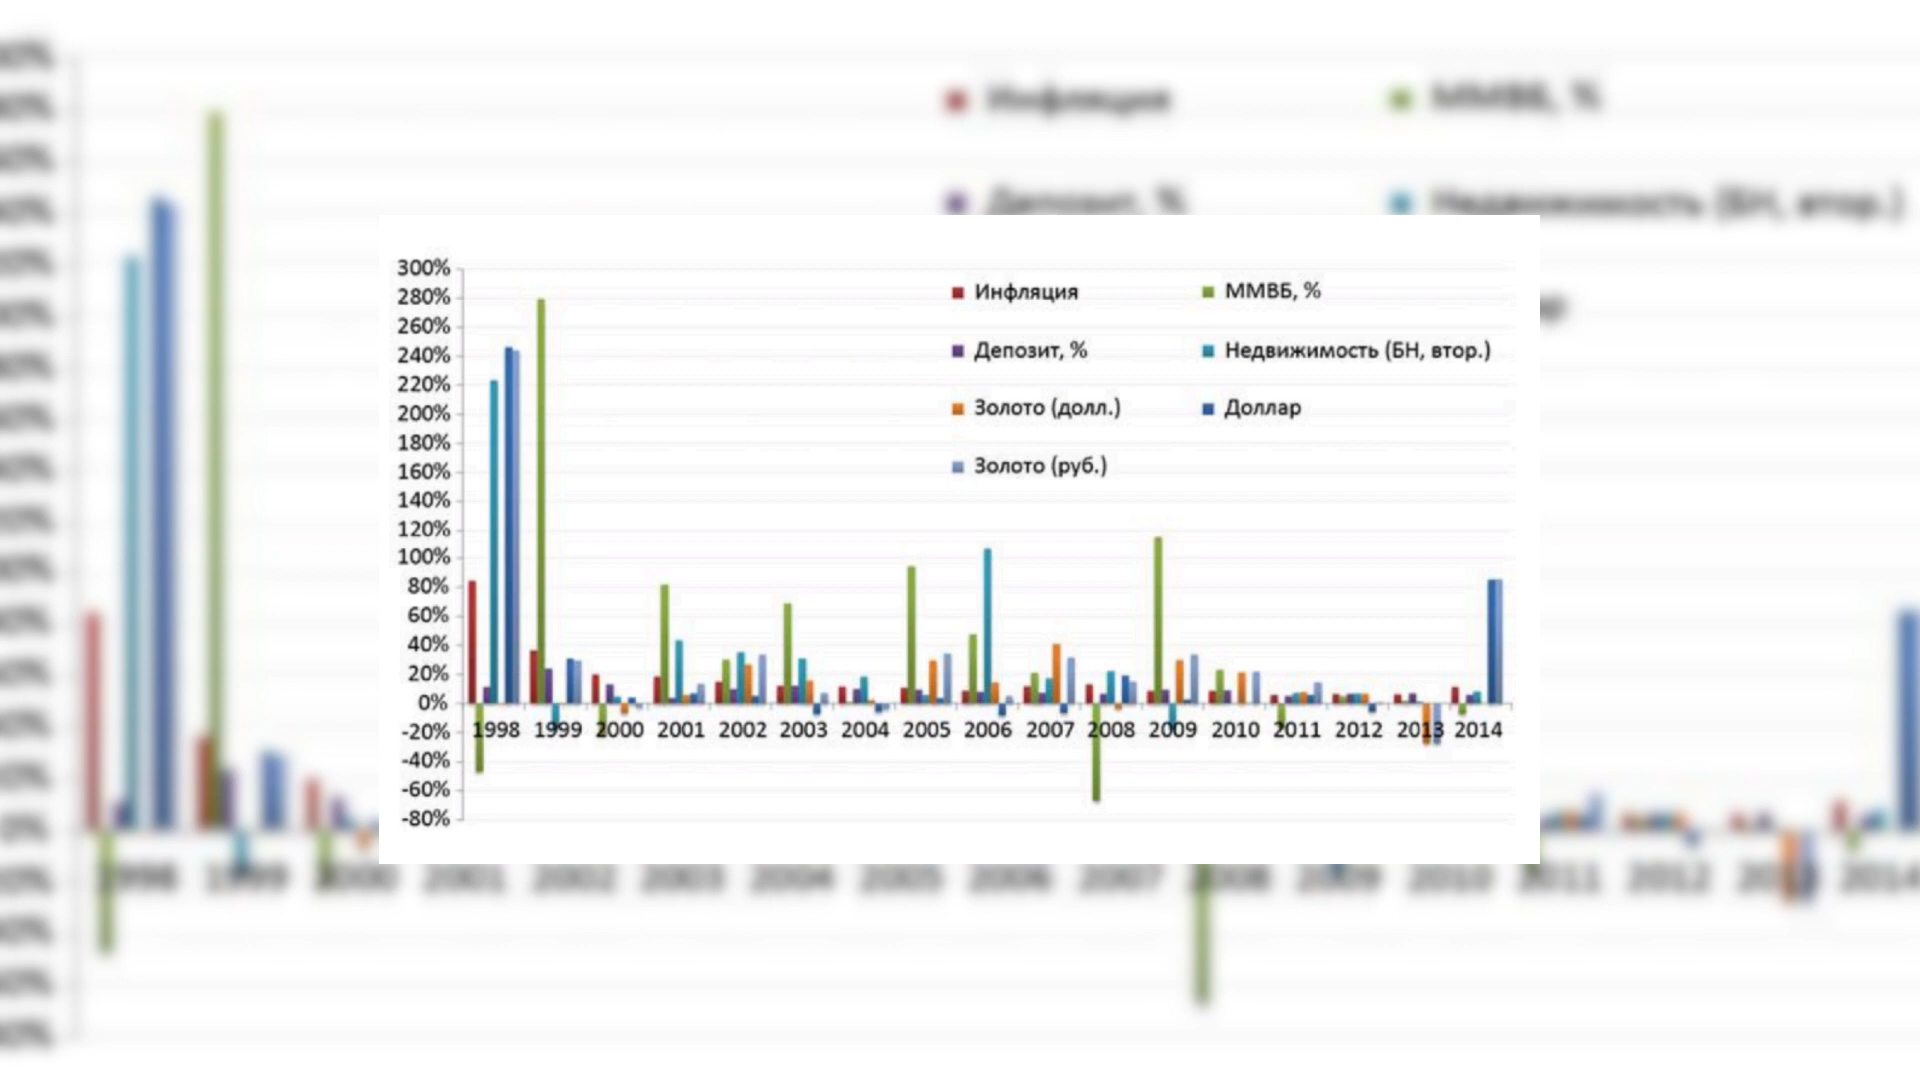 300%
280%
260%
240%
220%
200%
180%
160%
140%
120%
100%
80%
60%
40%
20%
0%
-20%
-40%
-60%
-80%
Инфляция
ММВБ, %
Депозит, %
Недвижимость (БН, втор.)
Золото (долл.)
Доллар
Золото (руб.)
1998 1999 2000 2001 2002 2003 2004 2005 2006 2007 2008 2009 2010 2011 2012 2013 2014